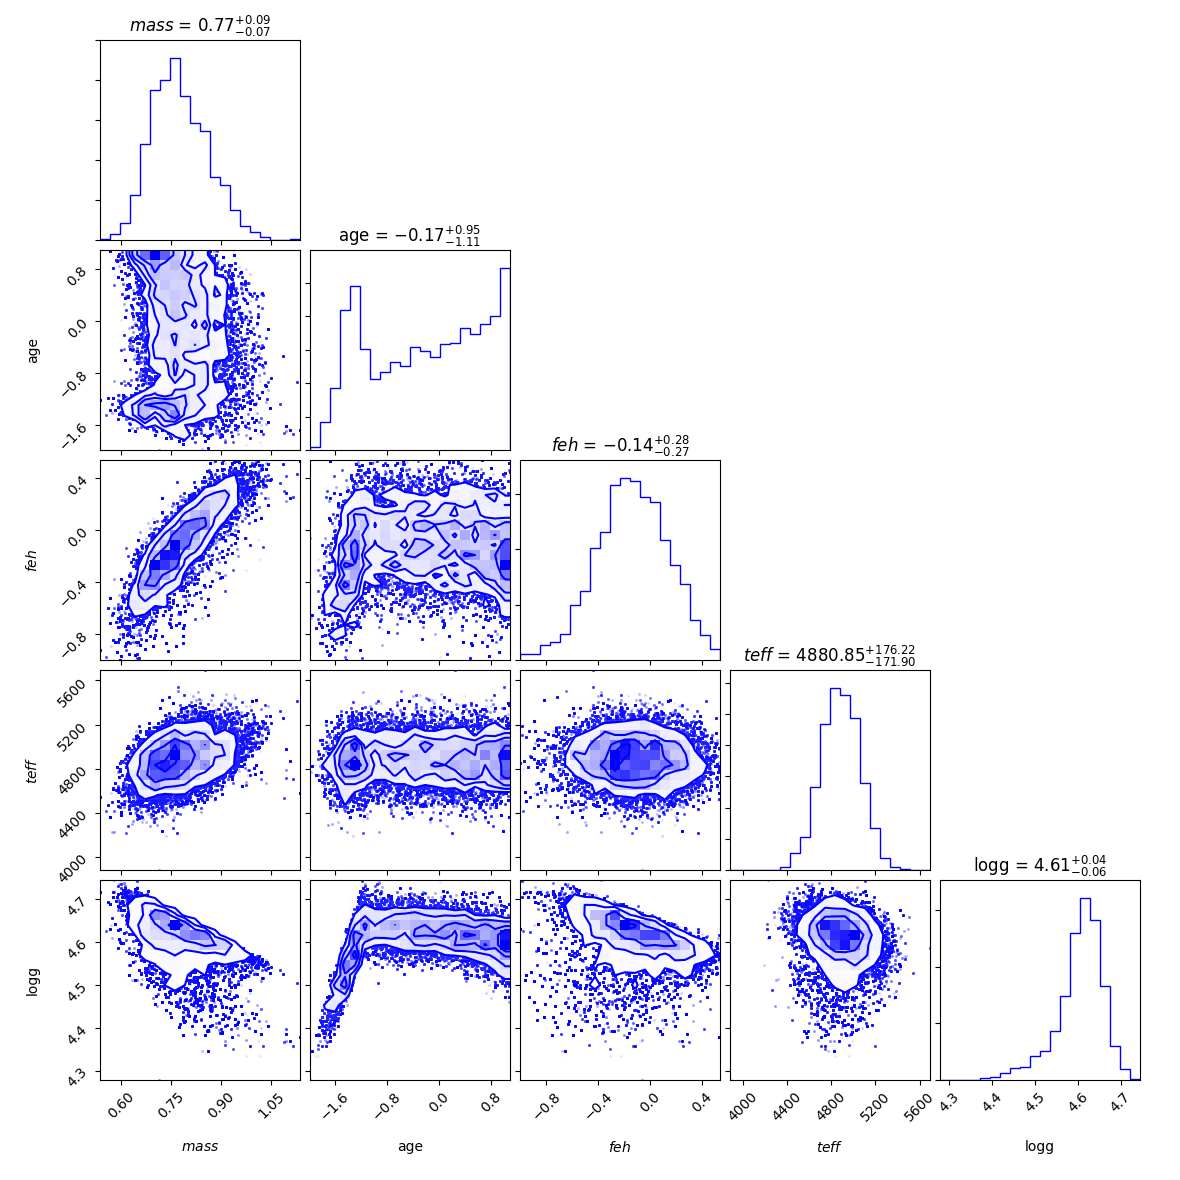 mass = 0.77+0.09 −0.07
age = −0.17+0.95 −1.11
0.8
0.0
−0.8
−1.6
age
feh = −0.14+0.28 −0.27
0.4
0.0
−0.4
−0.8
feh
teff = 4880.85+176.22 −171.90
5600
5200
4800
4400
4000
teff
logg = 4.61+0.04 −0.06
4.7
4.6
4.5
4.4
4.3
logg
0.60 0.75 0.90 1.05
−1.6 −0.8 0.0 0.8
−0.8 −0.4 0.0 0.4
4000 4400 4800 5200 5600
4.3 4.4 4.5 4.6 4.7
mass age feh teff logg